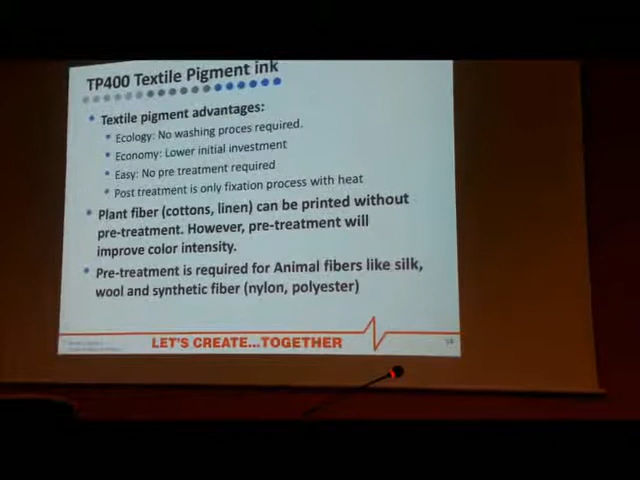 TP400 Textile Pigment ink
• Textile pigment advantages:
• Ecology: No washing proces required.
• Economy: Lower initial investment
• Easy: No pre treatment required
• Post treatment is only fixation process with heat
• Plant fiber (cottons, linen) can be printed without
pre-treatment. However, pre-treatment will
improve color intensity.
• Pre-treatment is required for Animal fibers like silk,
wool and synthetic fiber (nylon, polyester)
LET'S CREATE...TOGETHER